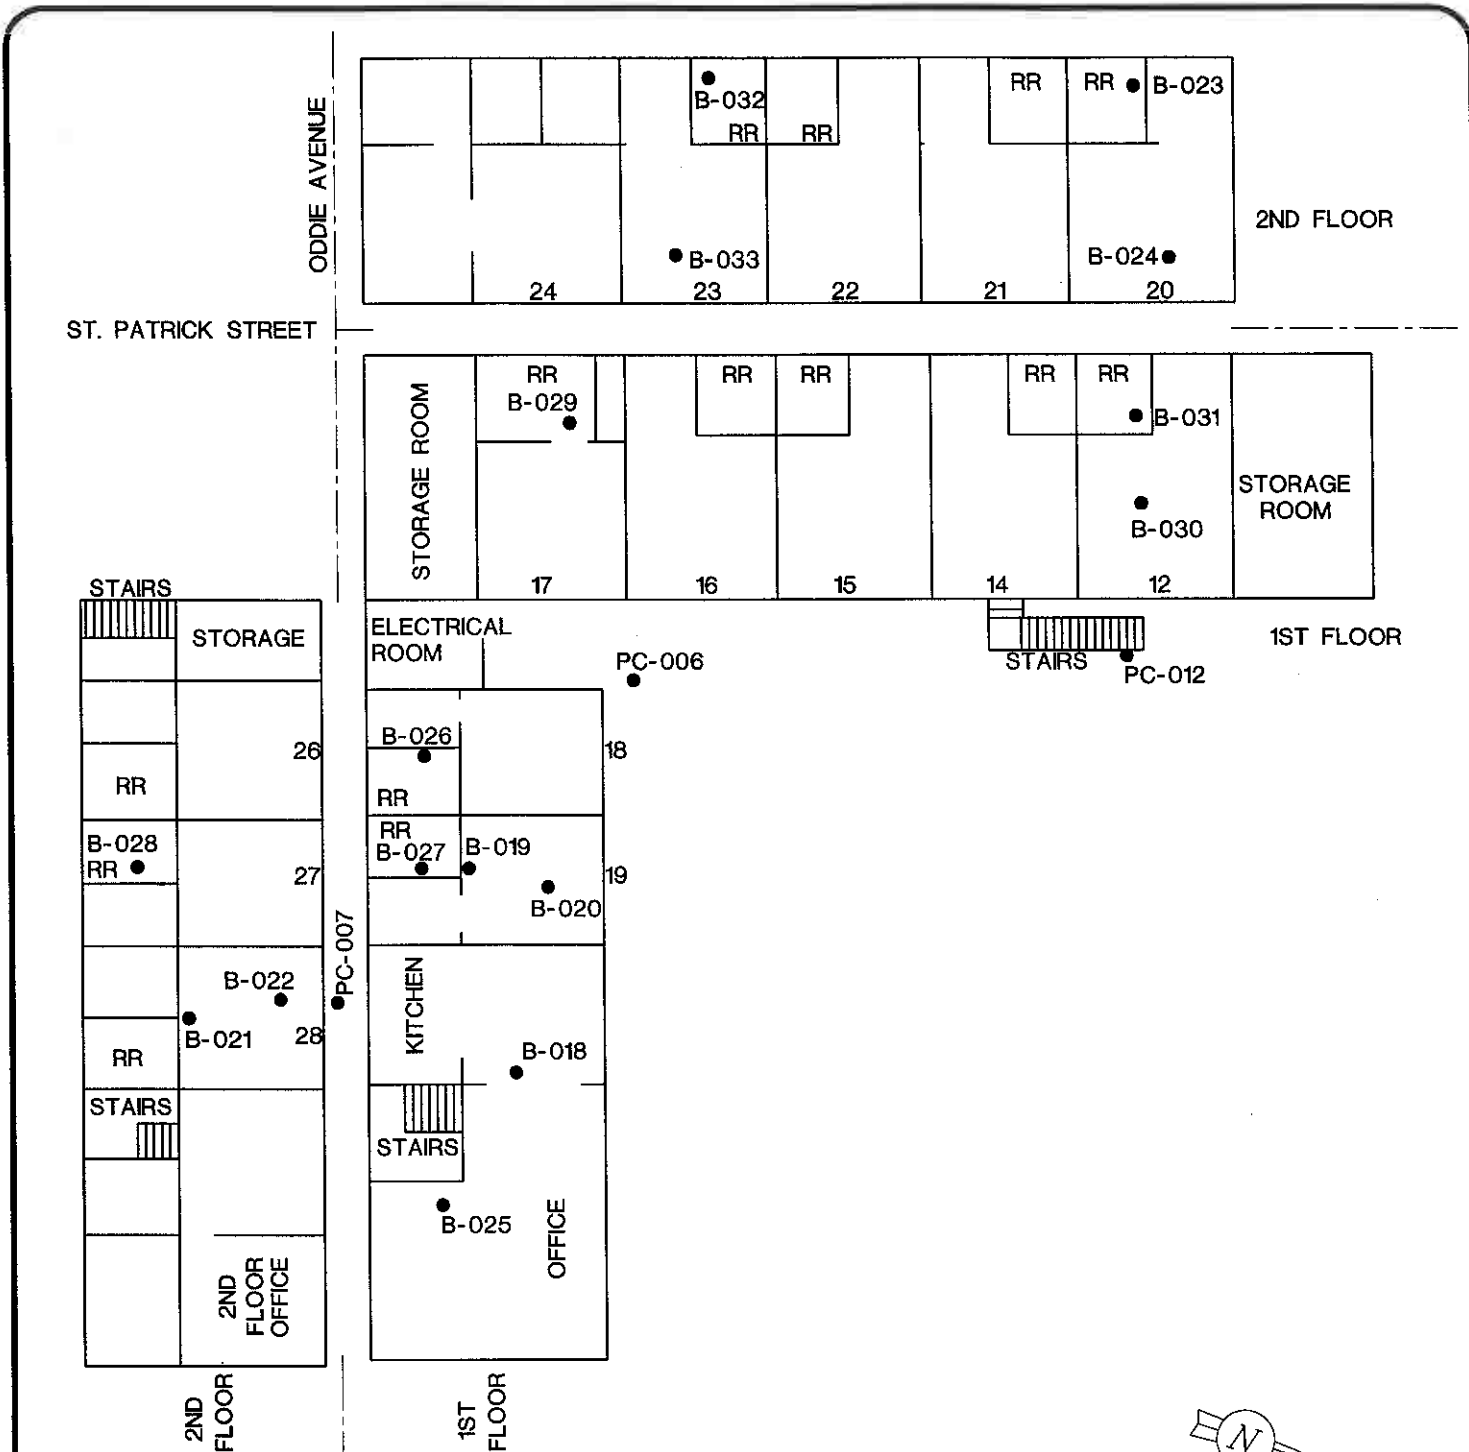 ODDIE AVENUE
RR
RR
B-023
B-032
RR
RR
2ND FLOOR
B-033
B-024
24
23
22
21
20
ST. PATRICK STREET
STORAGE ROOM
RR
B-029
RR
RR
RR
RR
B-031
STORAGE
ROOM
B-030
17
16
15
14
12
STAIRS
STORAGE
ELECTRICAL
ROOM
PC-006
STAIRS
PC-012
1ST FLOOR
26
B-026
18
RR
RR
B-028
RR
27
RR
B-027
B-019
19
B-020
PC-007
B-022
B-021
28
RR
KITCHEN
B-018
STAIRS
STAIRS
B-025
OFFICE
2ND
FLOOR
OFFICE
2ND
FLOOR
1ST
FLOOR
N